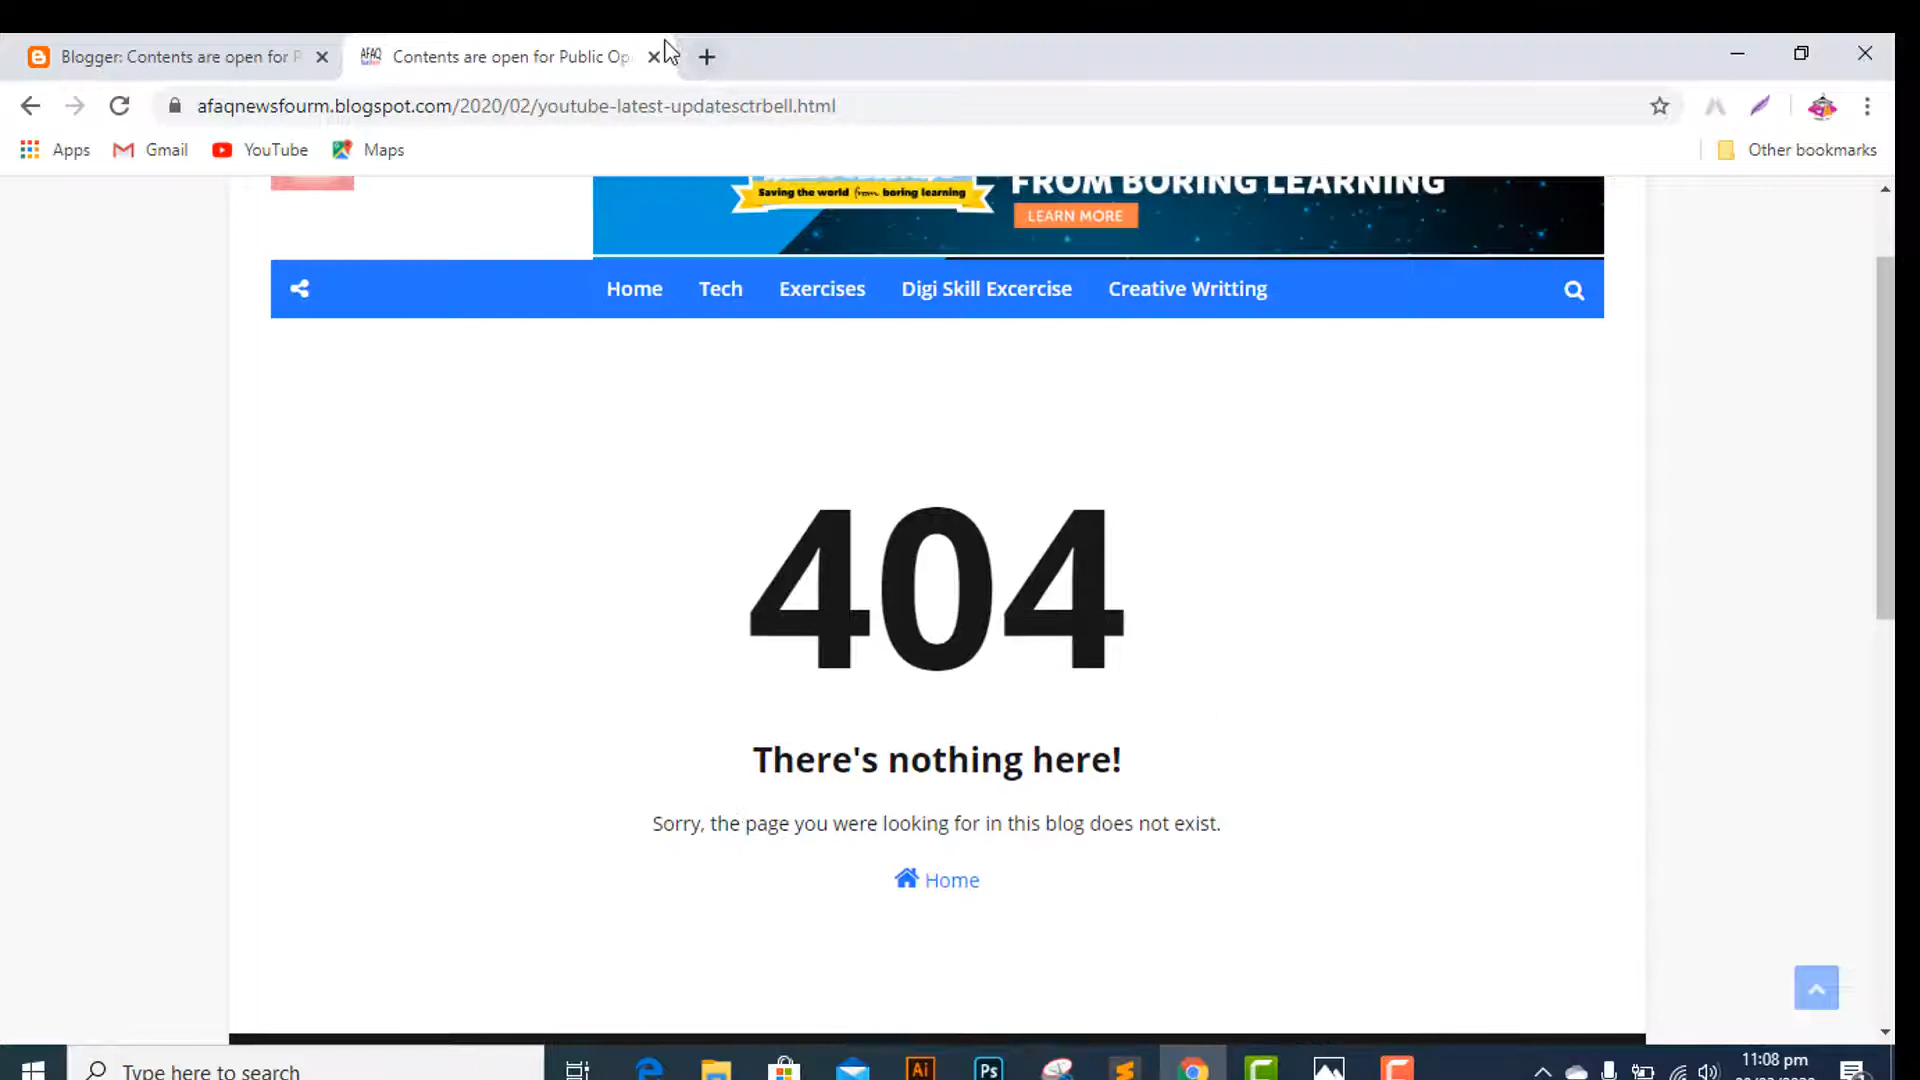 Blogger: Contents are open for P
AFAQ Contents are open for Public Op
afaqnewsfourm.blogspot.com/2020/02/youtube-latest-updatesctrbell.html
Apps Gmail YouTube Maps Other bookmarks
Saving the world from boring learning
FROM BORING LEARNING
LEARN MORE
Home Tech Exercises Digi Skill Excercise Creative Writting
404
There's nothing here!
Sorry, the page you were looking for in this blog does not exist.
Home
Type here to search
Ai
Ps
11:08 pm